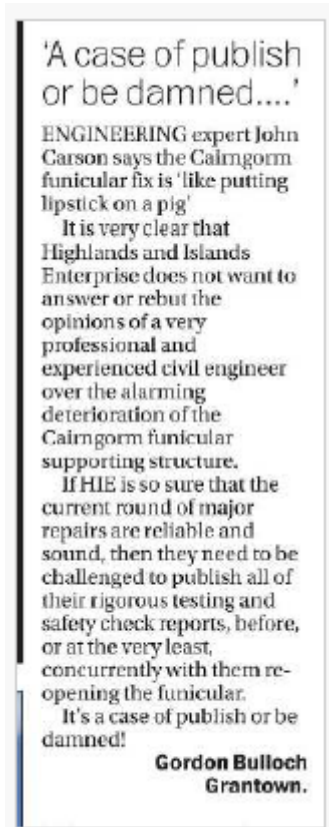 ‘A case of publish
or be damned....’
ENGINEERING expert John
Carson says the Cairngorm
funicular fix is ‘like putting
lipstick on a pig’
It is very clear that
Highlands and Islands
Enterprise does not want to
answer or rebut the
opinions of a very
professional and
experienced civil engineer
over the alarming
deterioration of the
Cairngorm funicular
supporting structure.
If HIE is so sure that the
current round of major
repairs are reliable and
sound, then they need to be
challenged to publish all of
their rigorous testing and
safety check reports, before,
or at the very least,
concurrently with them re-
opening the funicular.
It's a case of publish or be
damned!
Gordon Bulloch
Grantown.